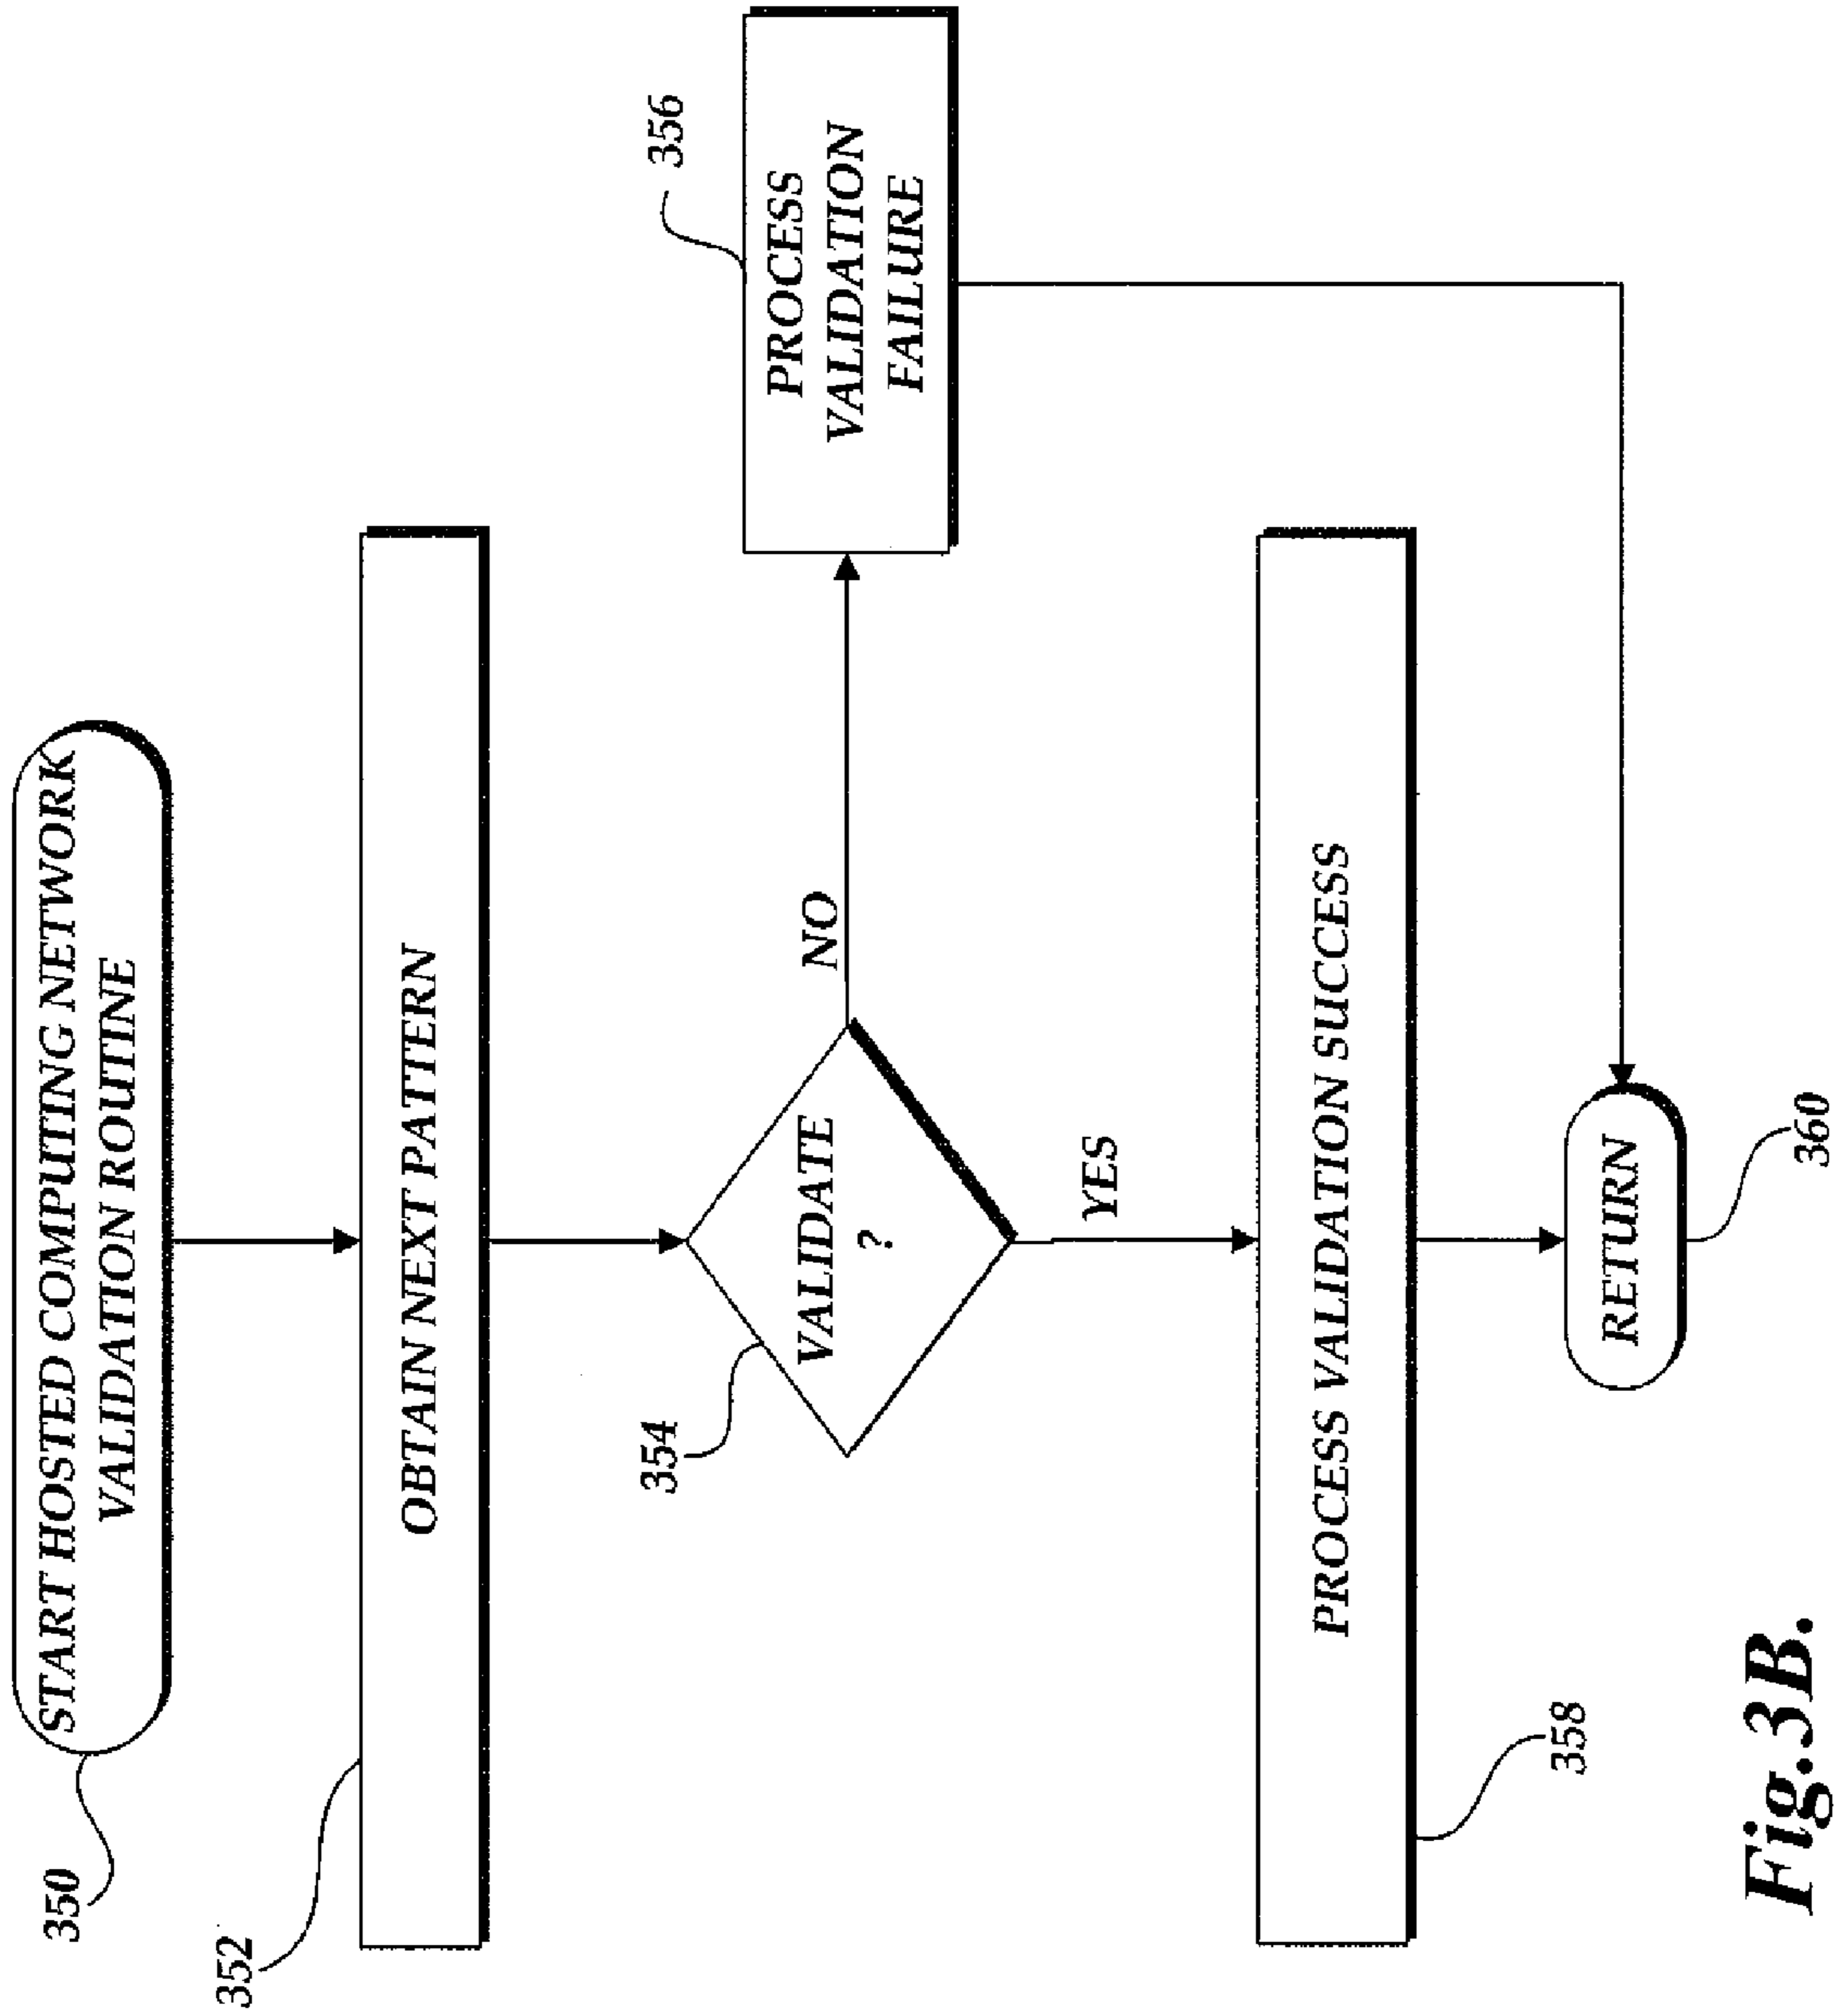 350
START HOSTED COMPUTING NETWORK
VALIDATION ROUTINE
352
OBTAIN NEXT PATTERN
354
VALIDATE
?
NO
356
PROCESS
VALIDATION
FAILURE
YES
PROCESS VALIDATION SUCCESS
358
RETURN
360
Fig.3B.